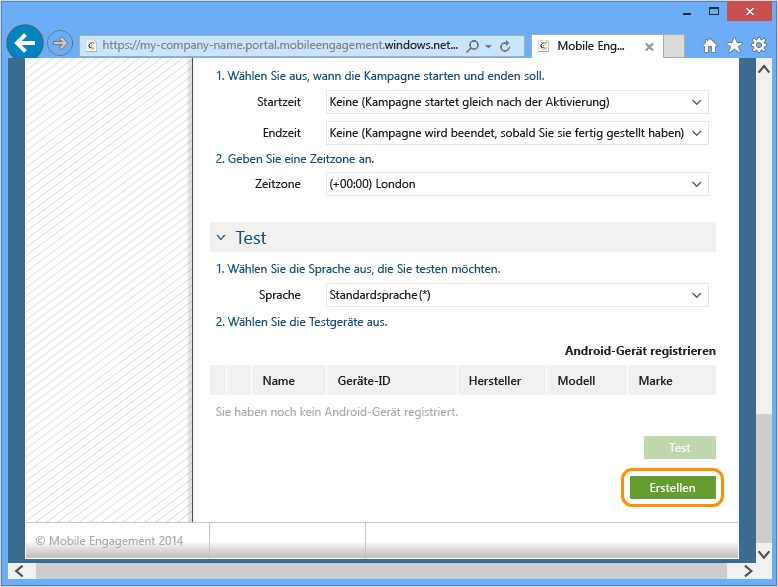 https://my-company-name.portal.mobileengagement.windows.net...
Mobile Eng...
1. Wählen Sie aus, wann die Kampagne starten und enden soll.
Startzeit Keine (Kampagne startet gleich nach der Aktivierung)
Endzeit Keine (Kampagne wird beendet, sobald Sie sie fertig gestellt haben)
2. Geben Sie eine Zeitzone an.
Zeitzone (+00:00) London
Test
1. Wählen Sie die Sprache aus, die Sie testen möchten.
Sprache Standardsprache (*)
2. Wählen Sie die Testgeräte aus.
Android-Gerät registrieren
Name Geräte-ID Hersteller Modell Marke
Sie haben noch kein Android-Gerät registriert.
Test
Erstellen
© Mobile Engagement 2014